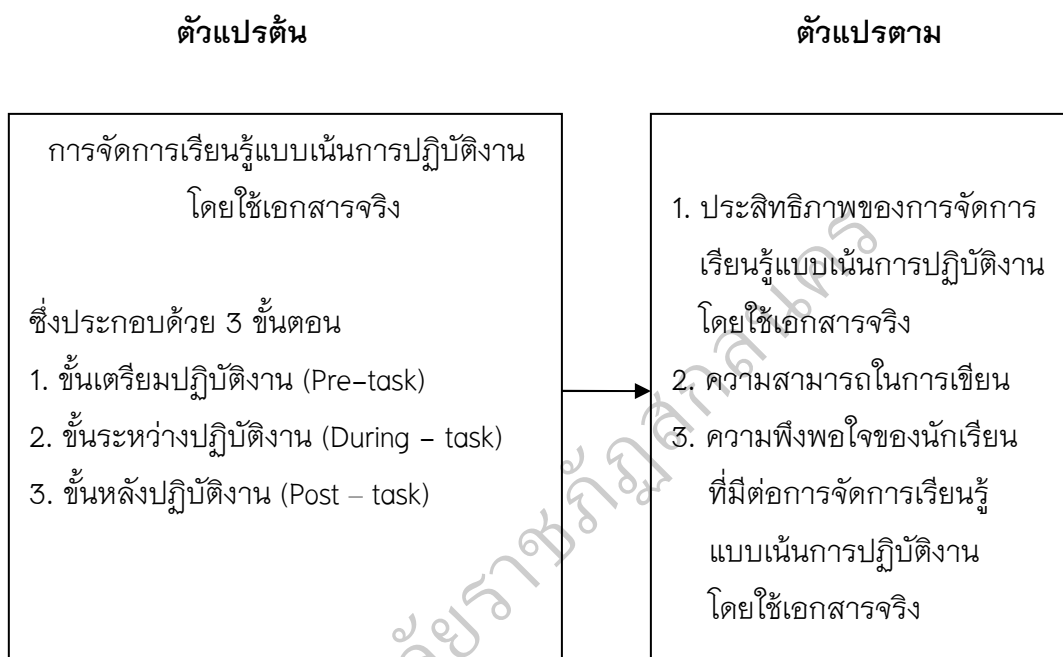 ตัวแปรต้น
ตัวแปรตาม
การจัดการเรียนรู้แบบเน้นการปฏิบัติงาน
โดยใช้เอกสารจริง
ซึ่งประกอบด้วย 3 ขั้นตอน
1. ขั้นเตรียมปฏิบัติงาน (Pre–task)
2. ขั้นระหว่างปฏิบัติงาน (During – task)
3. ขั้นหลังปฏิบัติงาน (Post – task)
1. ประสิทธิภาพของการจัดการ
เรียนรู้แบบเน้นการปฏิบัติงาน
โดยใช้เอกสารจริง
2. ความสามารถในการเขียน
3. ความพึงพอใจของนักเรียน
ที่มีต่อการจัดการเรียนรู้
แบบเน้นการปฏิบัติงาน
โดยใช้เอกสารจริง
ลัยราชภัฏสกลนคร